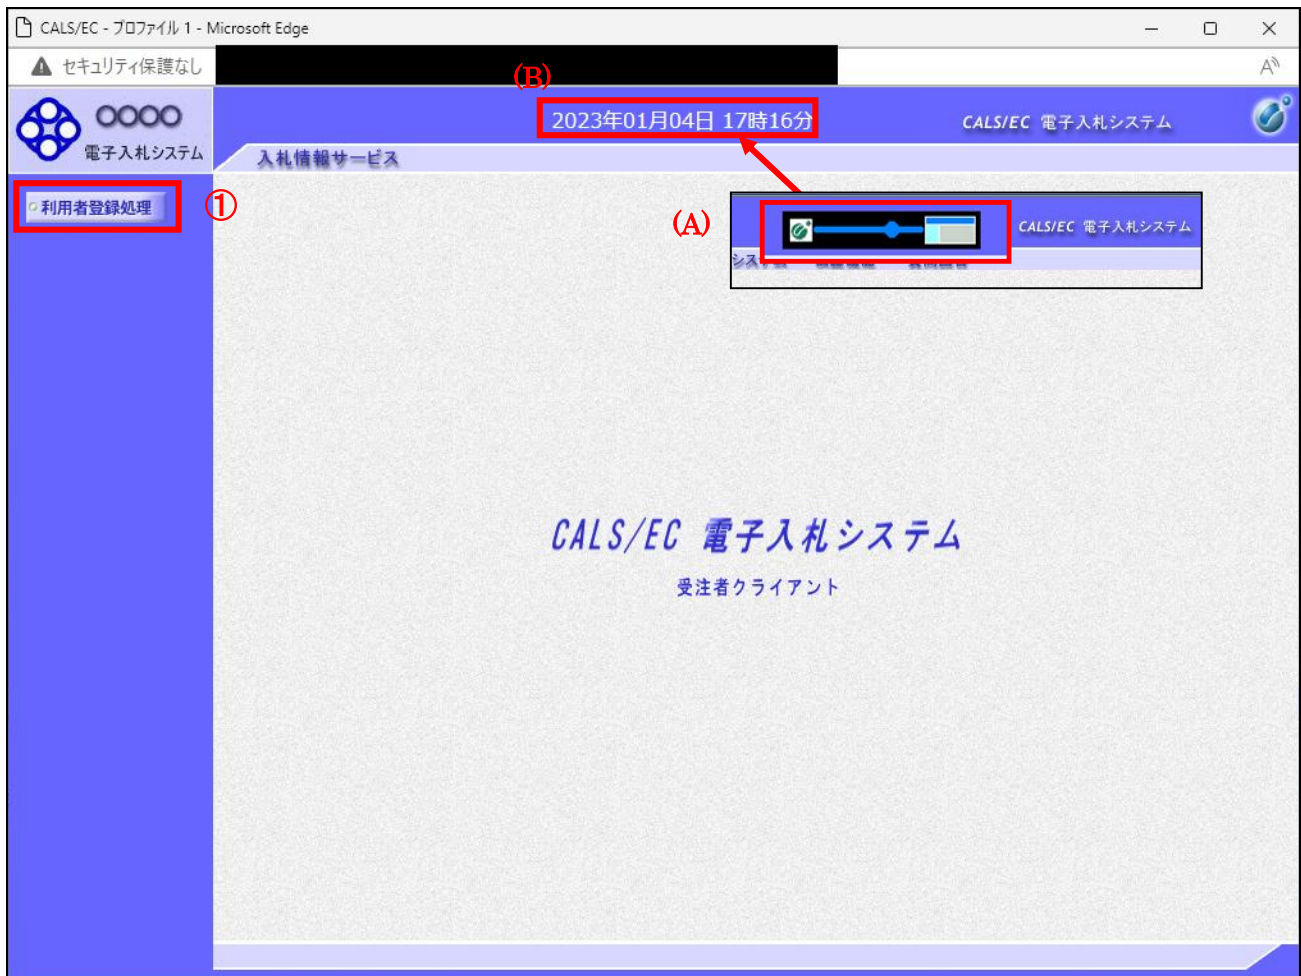 CALS/EC - プロファイル 1 - Microsoft Edge
セキュリティ保護なし
(B)
OOOO
電子入札システム
2023年01月04日 17時16分
CALS/EC 電子入札システム
入札情報サービス
利用者登録処理
①
(A)
CALS/EC 電子入札システム
CALS/EC 電子入札システム
受注者クライアント